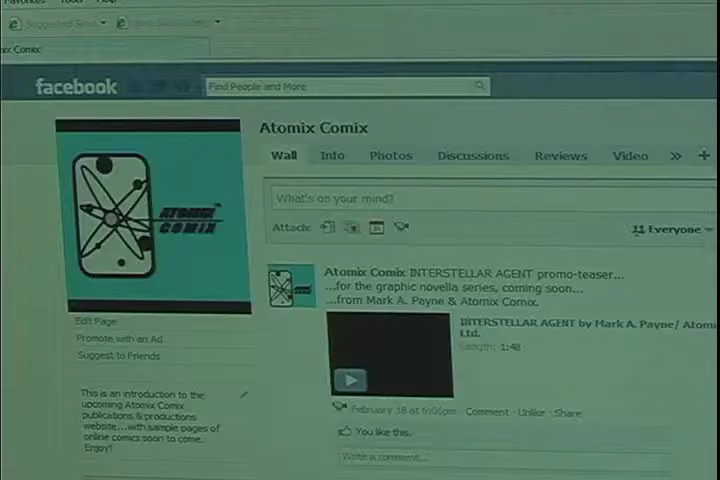 Favorites Tools Help
Suggested Sites
mix Comix
facebook
Find People and More
Atomix Comix
Wall Info Photos Discussions Reviews Video
What's on your mind?
Attach:
Everyone
ATOMIX
COMIX
Atomix Comix INTERSTELLAR AGENT promo-teaser...
...for the graphic novella series, coming soon...
...from Mark A. Payne & Atomix Comix.
INTERSTELLAR AGENT by Mark A. Payne/ Atomi
Ltd.
Length: 1:48
February 18 at 6:06pm · Comment · Unlike · Share
You like this.
Write a comment...
Edit Page
Promote with an Ad
Suggest to Friends
This is an introduction to the
upcoming Atomix Comix
publications & productions
website...with sample pages of
online comics soon to come.
Enjoy!